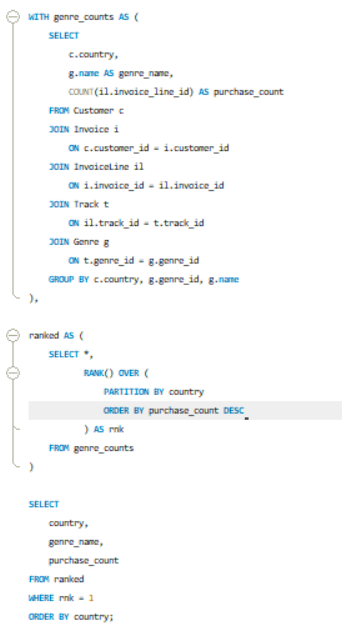 WITH genre_counts AS (
SELECT
c.country,
g.name AS genre_name,
COUNT(il.invoice_line_id) AS purchase_count
FROM Customer c
JOIN Invoice i
ON c.customer_id = i.customer_id
JOIN InvoiceLine il
ON i.invoice_id = il.invoice_id
JOIN Track t
ON il.track_id = t.track_id
JOIN Genre g
ON t.genre_id = g.genre_id
GROUP BY c.country, g.genre_id, g.name
),
ranked AS (
SELECT *,
RANK() OVER (
PARTITION BY country
ORDER BY purchase_count DESC
) AS rnk
FROM genre_counts
)
SELECT
country,
genre_name,
purchase_count
FROM ranked
WHERE rnk = 1
ORDER BY country;